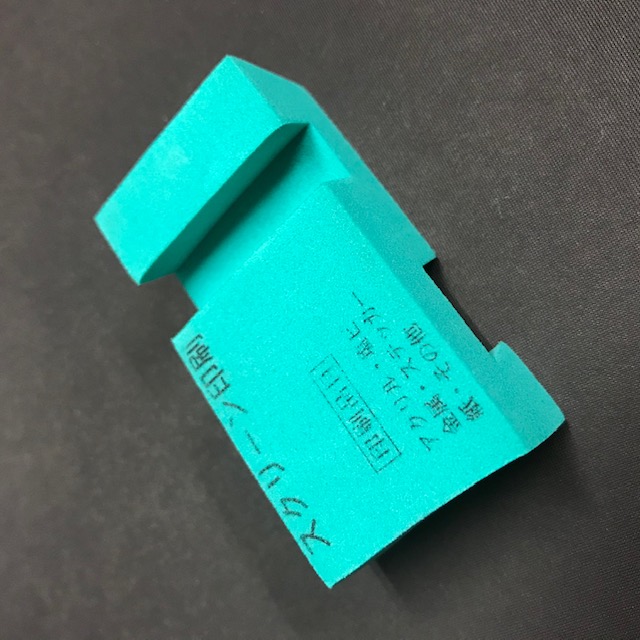 スクリーン印刷
アクリル・塩ビ
金属・ステッカー
紙・その他